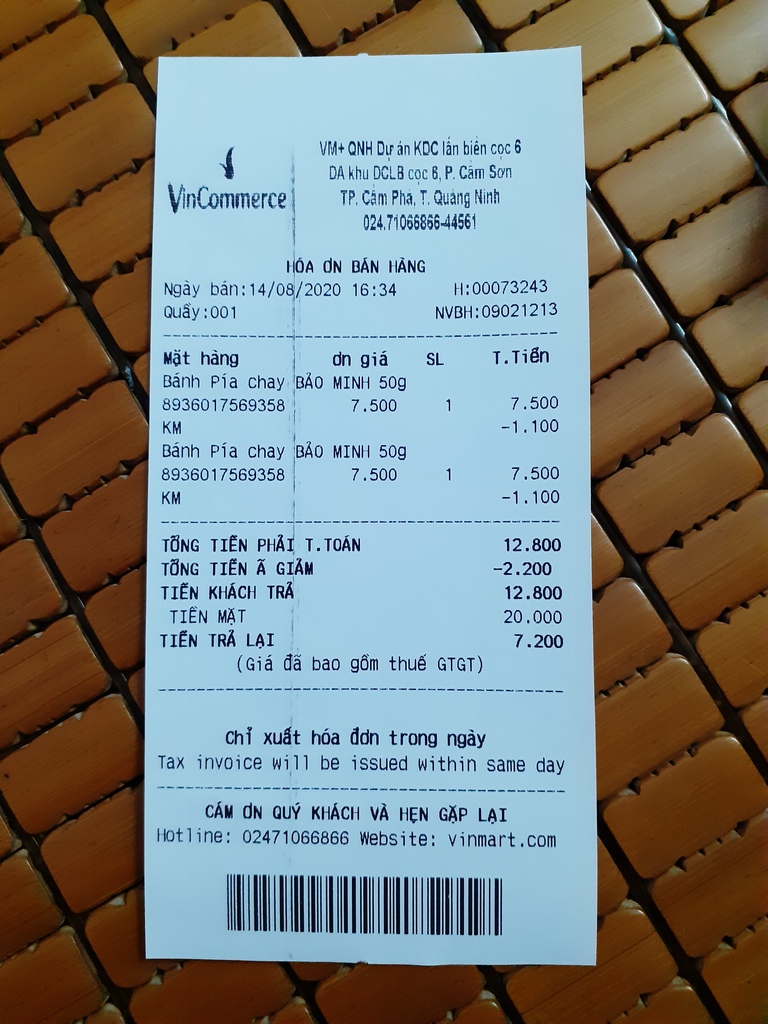 VinCommerce
VM+ QNH Dự án KDC lấn biển cọc 6
DA khu DCLB cọc 6, P. Cẩm Sơn
TP. Cẩm Phả, T. Quảng Ninh
024.71066866-44561
HÓA ƠN BÁN HÀNG
Ngày bán:14/08/2020 16:34 H:00073243
Quầy:001 NVBH:09021213
Mặt hàng ơn giá SL T.Tiền
Bánh Pía chay BẢO MINH 50g
8936017569358 7.500 1 7.500
KM -1.100
Bánh Pía chay BẢO MINH 50g
8936017569358 7.500 1 7.500
KM -1.100
TỔNG TIỀN PHẢI T.TOÁN 12.800
TỔNG TIỀN Ã GIẢM -2.200
TIỀN KHÁCH TRẢ 12.800
TIỀN MẶT 20.000
TIỀN TRẢ LẠI 7.200
(Giá đã bao gồm thuế GTGT)
Chỉ xuất hóa đơn trong ngày
Tax invoice will be issued within same day
CÁM ƠN QUÝ KHÁCH VÀ HẸN GẶP LẠI
Hotline: 02471066866 Website: vinmart.com